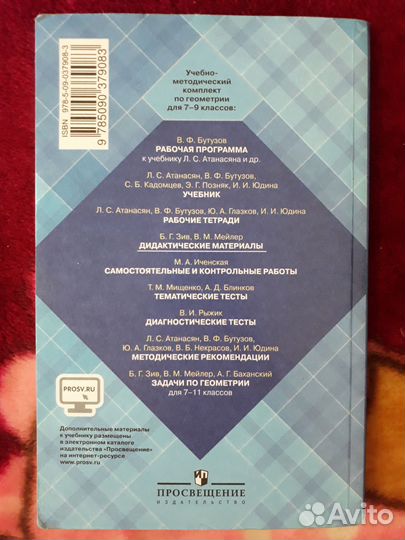 ISBN 978-5-09-037908-3
9785090379083
Учебно-
методический
комплект
по геометрии
для 7–9 классов:
В. Ф. Бутузов
РАБОЧАЯ ПРОГРАММА
к учебнику Л. С. Атанасяна и др.
Л. С. Атанасян, В. Ф. Бутузов,
С. Б. Кадомцев, Э. Г. Позняк, И. И. Юдина
УЧЕБНИК
Л. С. Атанасян, В. Ф. Бутузов, Ю. А. Глазков, И. И. Юдина
РАБОЧИЕ ТЕТРАДИ
Б. Г. Зив, В. М. Мейлер
ДИДАКТИЧЕСКИЕ МАТЕРИАЛЫ
М. А. Иченская
САМОСТОЯТЕЛЬНЫЕ И КОНТРОЛЬНЫЕ РАБОТЫ
Т. М. Мищенко, А. Д. Блинков
ТЕМАТИЧЕСКИЕ ТЕСТЫ
В. И. Рыжик
ДИАГНОСТИЧЕСКИЕ ТЕСТЫ
Л. С. Атанасян, В. Ф. Бутузов,
Ю. А. Глазков, В. Б. Некрасов, И. И. Юдина
МЕТОДИЧЕСКИЕ РЕКОМЕНДАЦИИ
Б. Г. Зив, В. М. Мейлер, А. Г. Баханский
ЗАДАЧИ ПО ГЕОМЕТРИИ
для 7–11 классов
PROSV.RU
Дополнительные материалы
к учебнику размещены
в электронном каталоге
издательства «Просвещение»
на интернет-ресурсе
www.prosv.ru
ПРОСВЕЩЕНИЕ
ИЗДАТЕЛЬСТВО
Avito